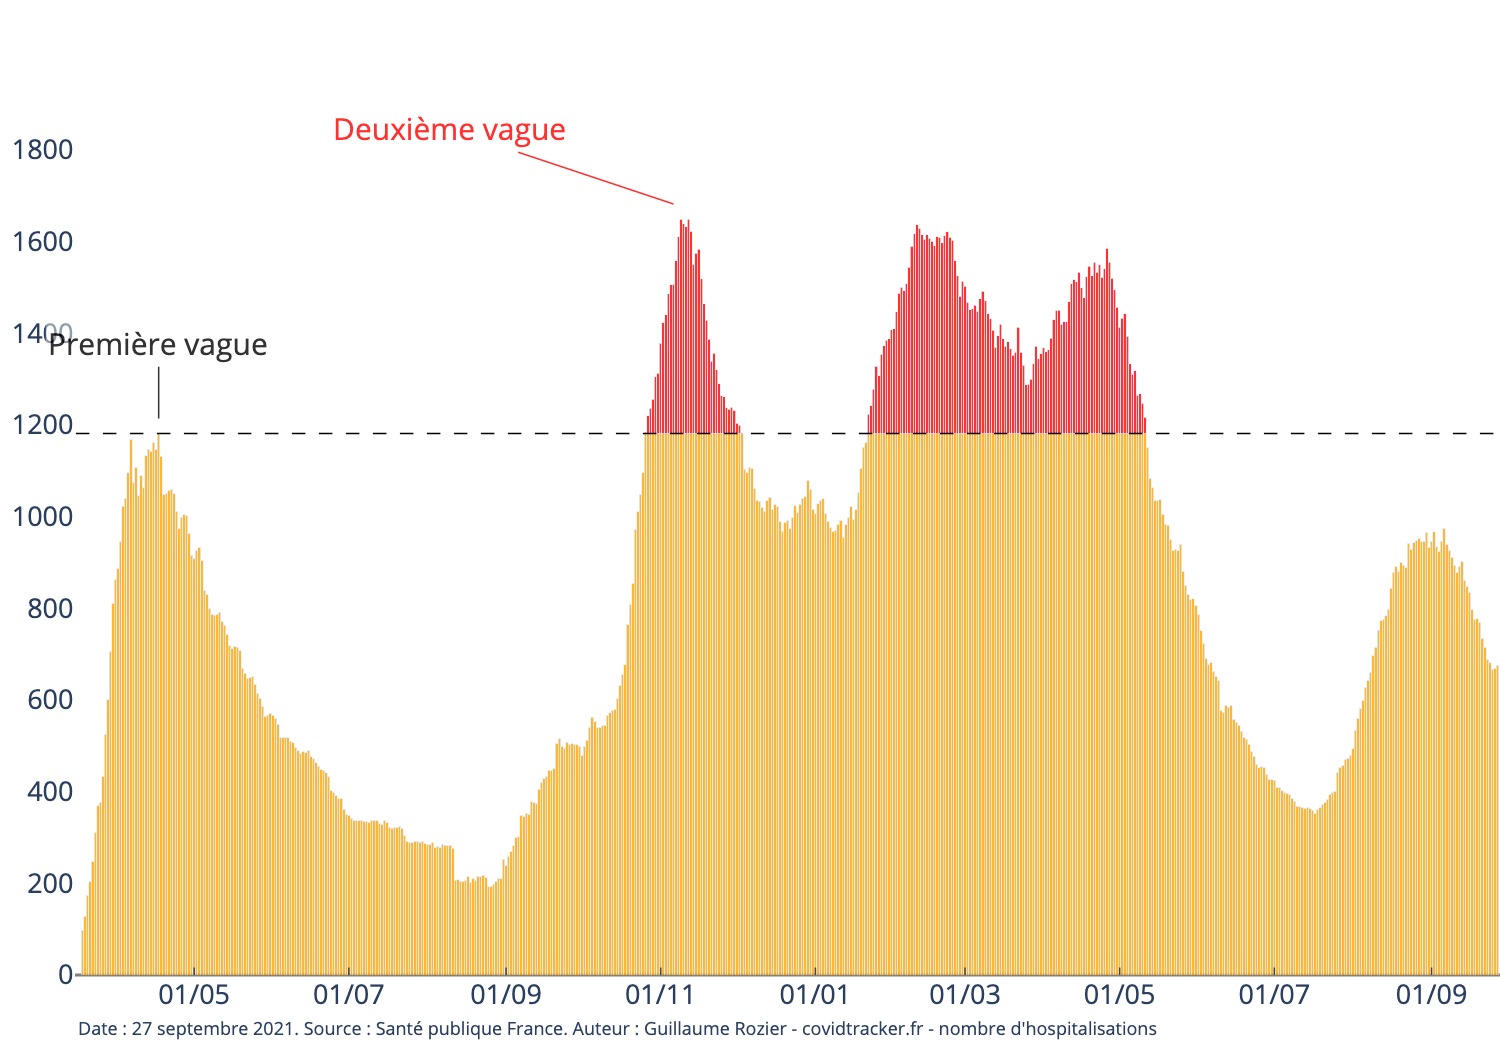 Deuxième vague
1800
1600
1400
Première vague
1200
1000
800
600
400
200
0
01/05 01/07 01/09 01/11 01/01 01/03 01/05 01/07 01/09
Date : 27 septembre 2021. Source : Santé publique France. Auteur : Guillaume Rozier - covidtracker.fr - nombre d'hospitalisations